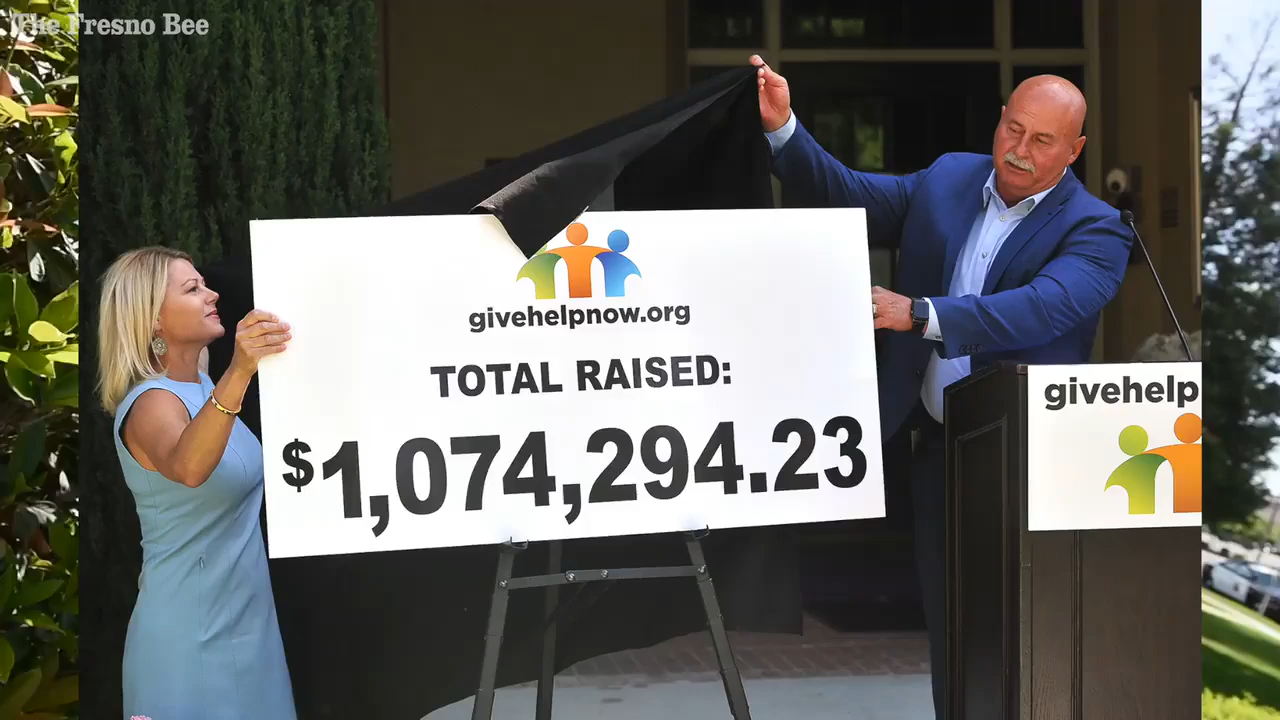 The Fresno Bee
givehelpnow.org
TOTAL RAISED:
$1,074,294.23
givehelp